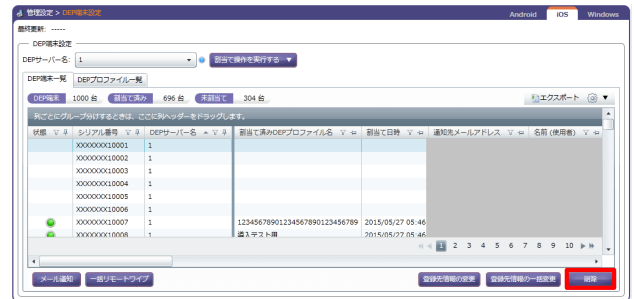 管理設定 > DEP端末設定 Android iOS Windows
最終更新: -----
DEP端末設定
DEPサーバー名: 1 割当て操作を実行する ▼
DEP端末一覧 DEPプロファイル一覧
DEP端末 1000 台 割当て済み 696 台 未割当て 304 台 エクスポート
列ごとにグループ分けするときは、ここに列ヘッダーをドラッグします。
状態 シリアル番号 DEPサーバー名 割当て済みDEPプロファイル名 割当て日時 通知先メールアドレス 名前 (使用者)
XXXXXXX10001 1
XXXXXXX10002 1
XXXXXXX10003 1
XXXXXXX10004 1
XXXXXXX10005 1
XXXXXXX10006 1
XXXXXXX10007 1 12345678901234567890123456789 2015/05/27 05:46
XXXXXXX10008 1 導入テスト用 2015/05/27 05:46
1 2 3 4 5 6 7 8 9 10
メール通知 一括リモートワイプ 登録先情報の変更 登録先情報の一括変更 削除